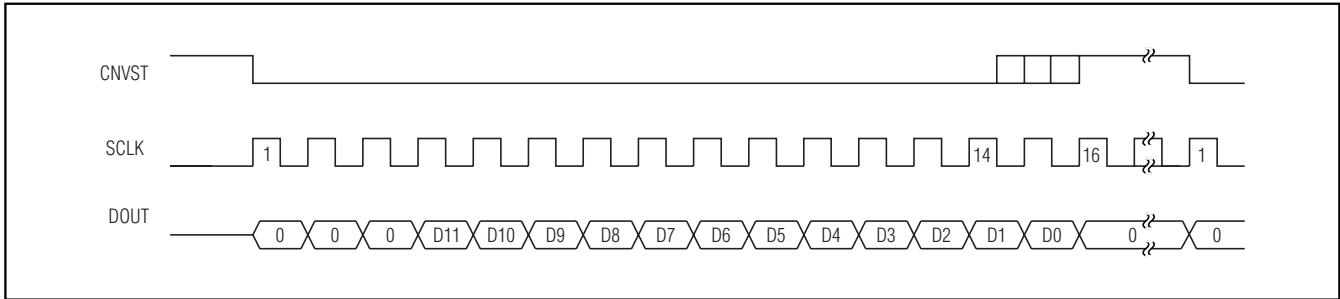 CNVST
SCLK
1 14 16 1
DOUT
0 0 0 D11 D10 D9 D8 D7 D6 D5 D4 D3 D2 D1 D0 0 0